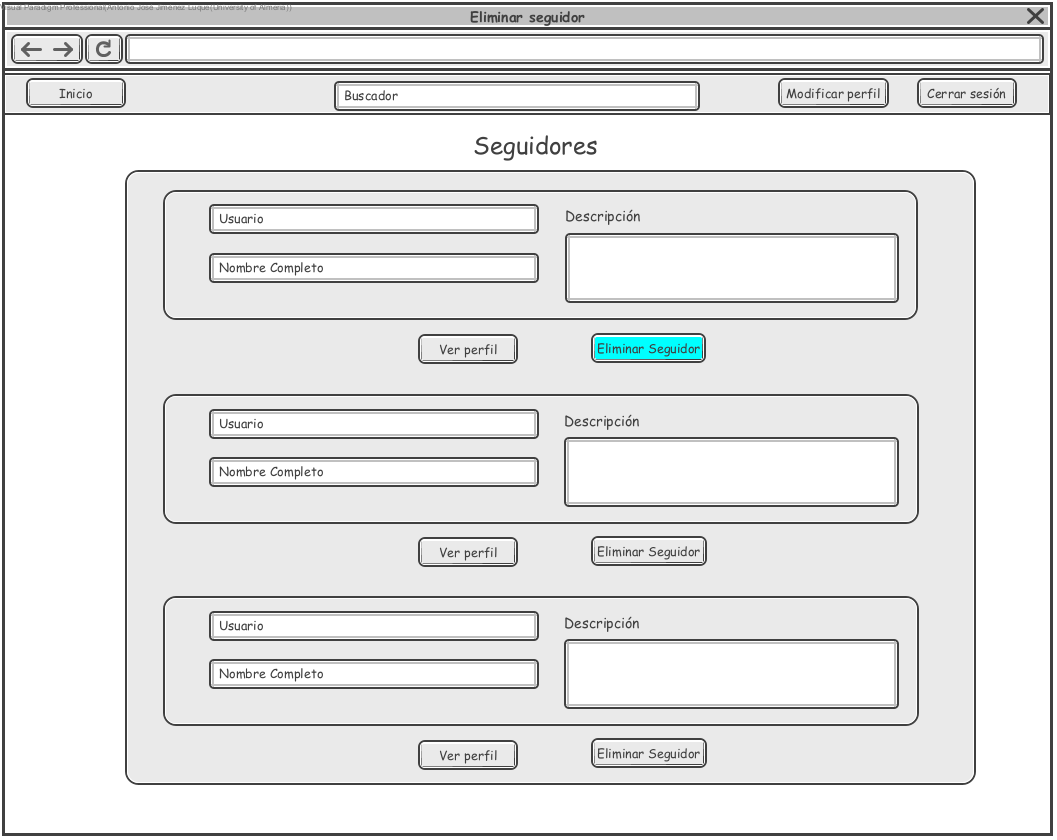 Visual Paradigm Professional(Antonio José Jiménez Luque(University of Almeria))
Eliminar seguidor
Inicio
Buscador
Modificar perfil
Cerrar sesión
Seguidores
Usuario
Descripción
Nombre Completo
Ver perfil
Eliminar Seguidor
Usuario
Descripción
Nombre Completo
Ver perfil
Eliminar Seguidor
Usuario
Descripción
Nombre Completo
Ver perfil
Eliminar Seguidor